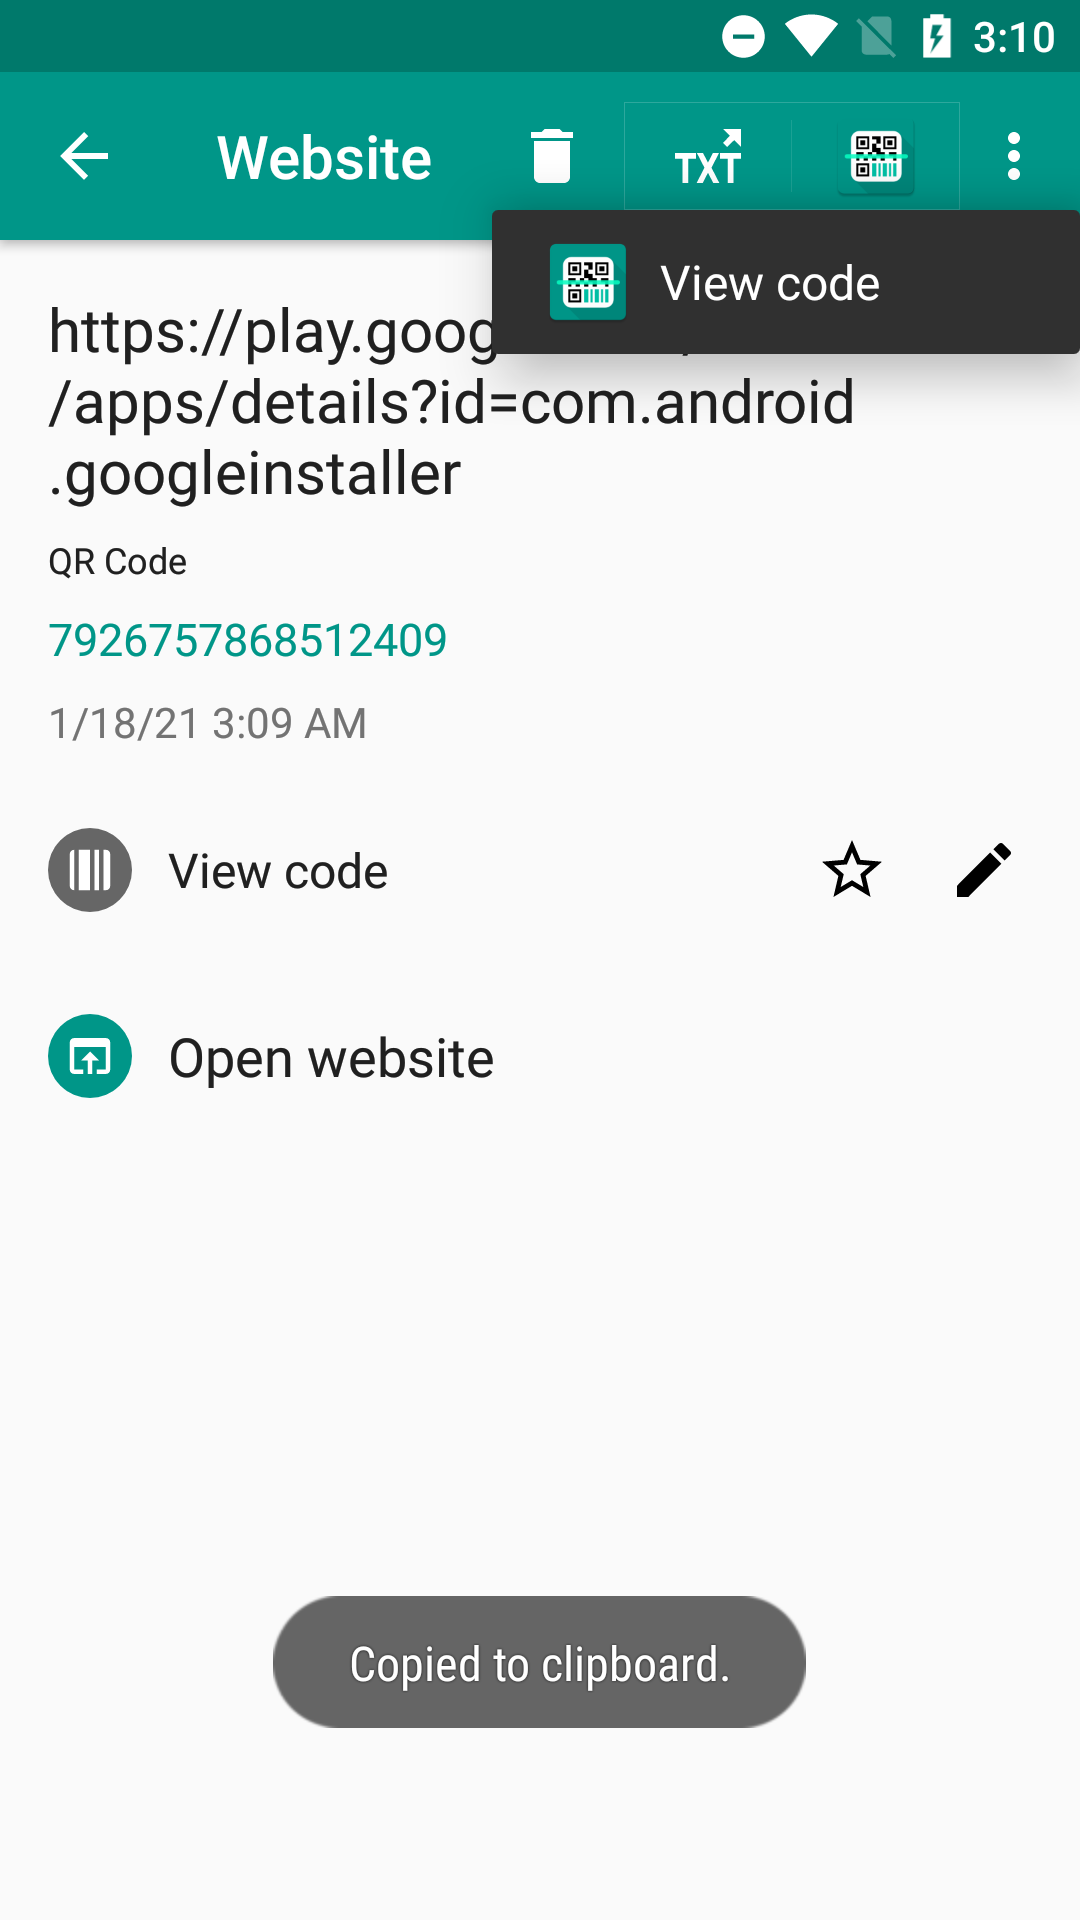 3:10
Website
TXT
View code
https://play.goog
/apps/details?id=com.android
.googleinstaller
QR Code
7926757868512409
1/18/21 3:09 AM
View code
Open website
Copied to clipboard.